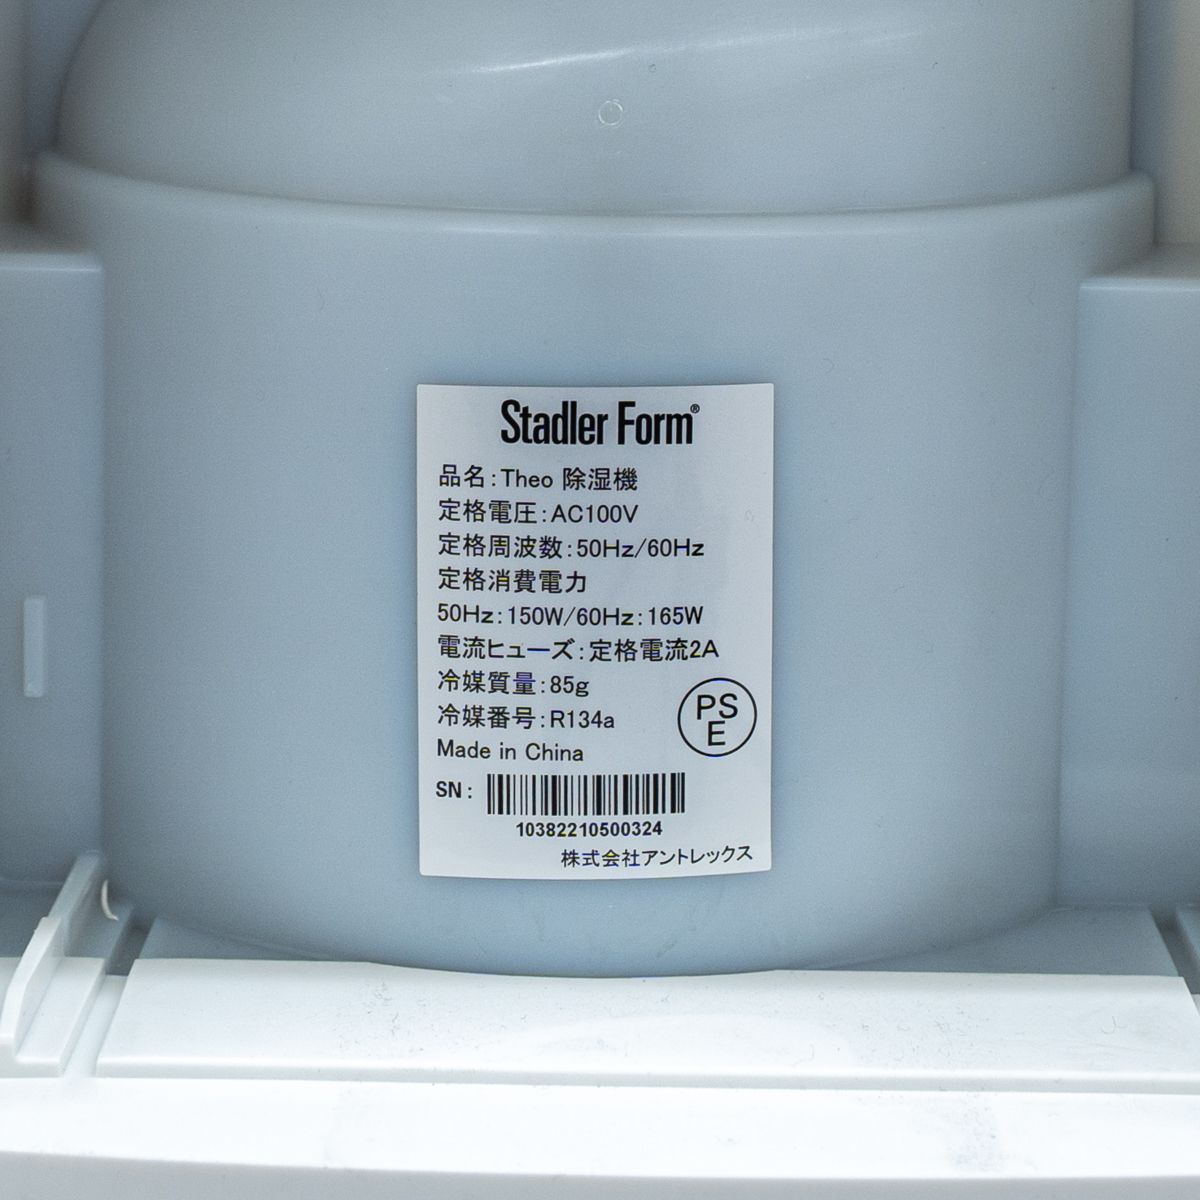 Stadler Form®
品名:Theo 除湿機
定格電圧:AC100V
定格周波数:50Hz/60Hz
定格消費電力
50Hz:150W/60Hz:165W
電流ヒューズ:定格電流2A
冷媒質量:85g
冷媒番号:R134a
PS
E
Made in China
SN:
10382210500324
株式会社アントレックス